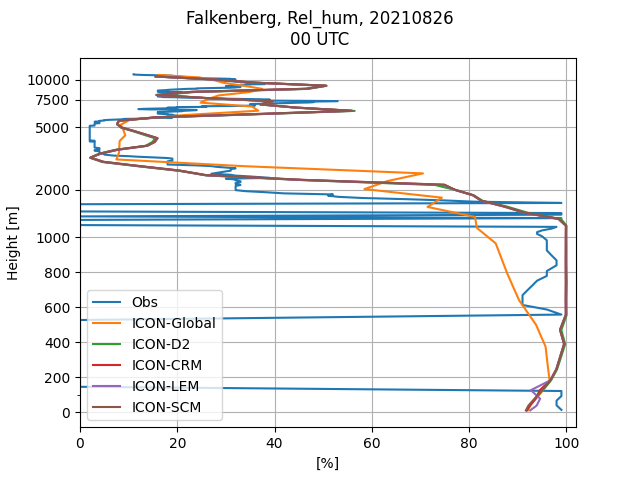 Falkenberg, Rel_hum, 20210826
00 UTC
10000
7500
5000
2000
1000
800
600
400
200
0
Height [m]
Obs
ICON-Global
ICON-D2
ICON-CRM
ICON-LEM
ICON-SCM
0 20 40 60 80 100
[%]